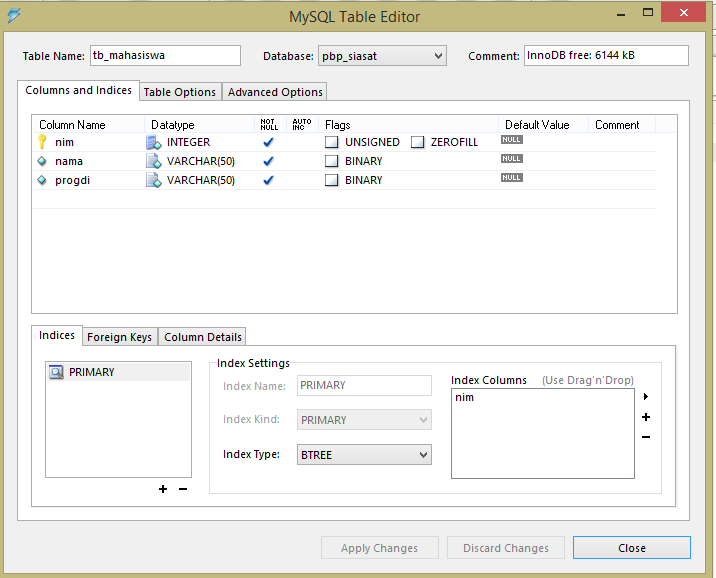 MySQL Table Editor
Table Name: tb_mahasiswa Database: pbp_siasat Comment: InnoDB free: 6144 kB
Columns and Indices Table Options Advanced Options
Column Name Datatype NOT NULL AUTO INC Flags Default Value Comment
nim INTEGER UNSIGNED ZEROFILL NULL
nama VARCHAR(50) BINARY NULL
progdi VARCHAR(50) BINARY NULL
Indices Foreign Keys Column Details
PRIMARY
Index Settings
Index Name: PRIMARY
Index Kind: PRIMARY
Index Type: BTREE
Index Columns (Use Drag'n'Drop)
nim
Apply Changes Discard Changes Close